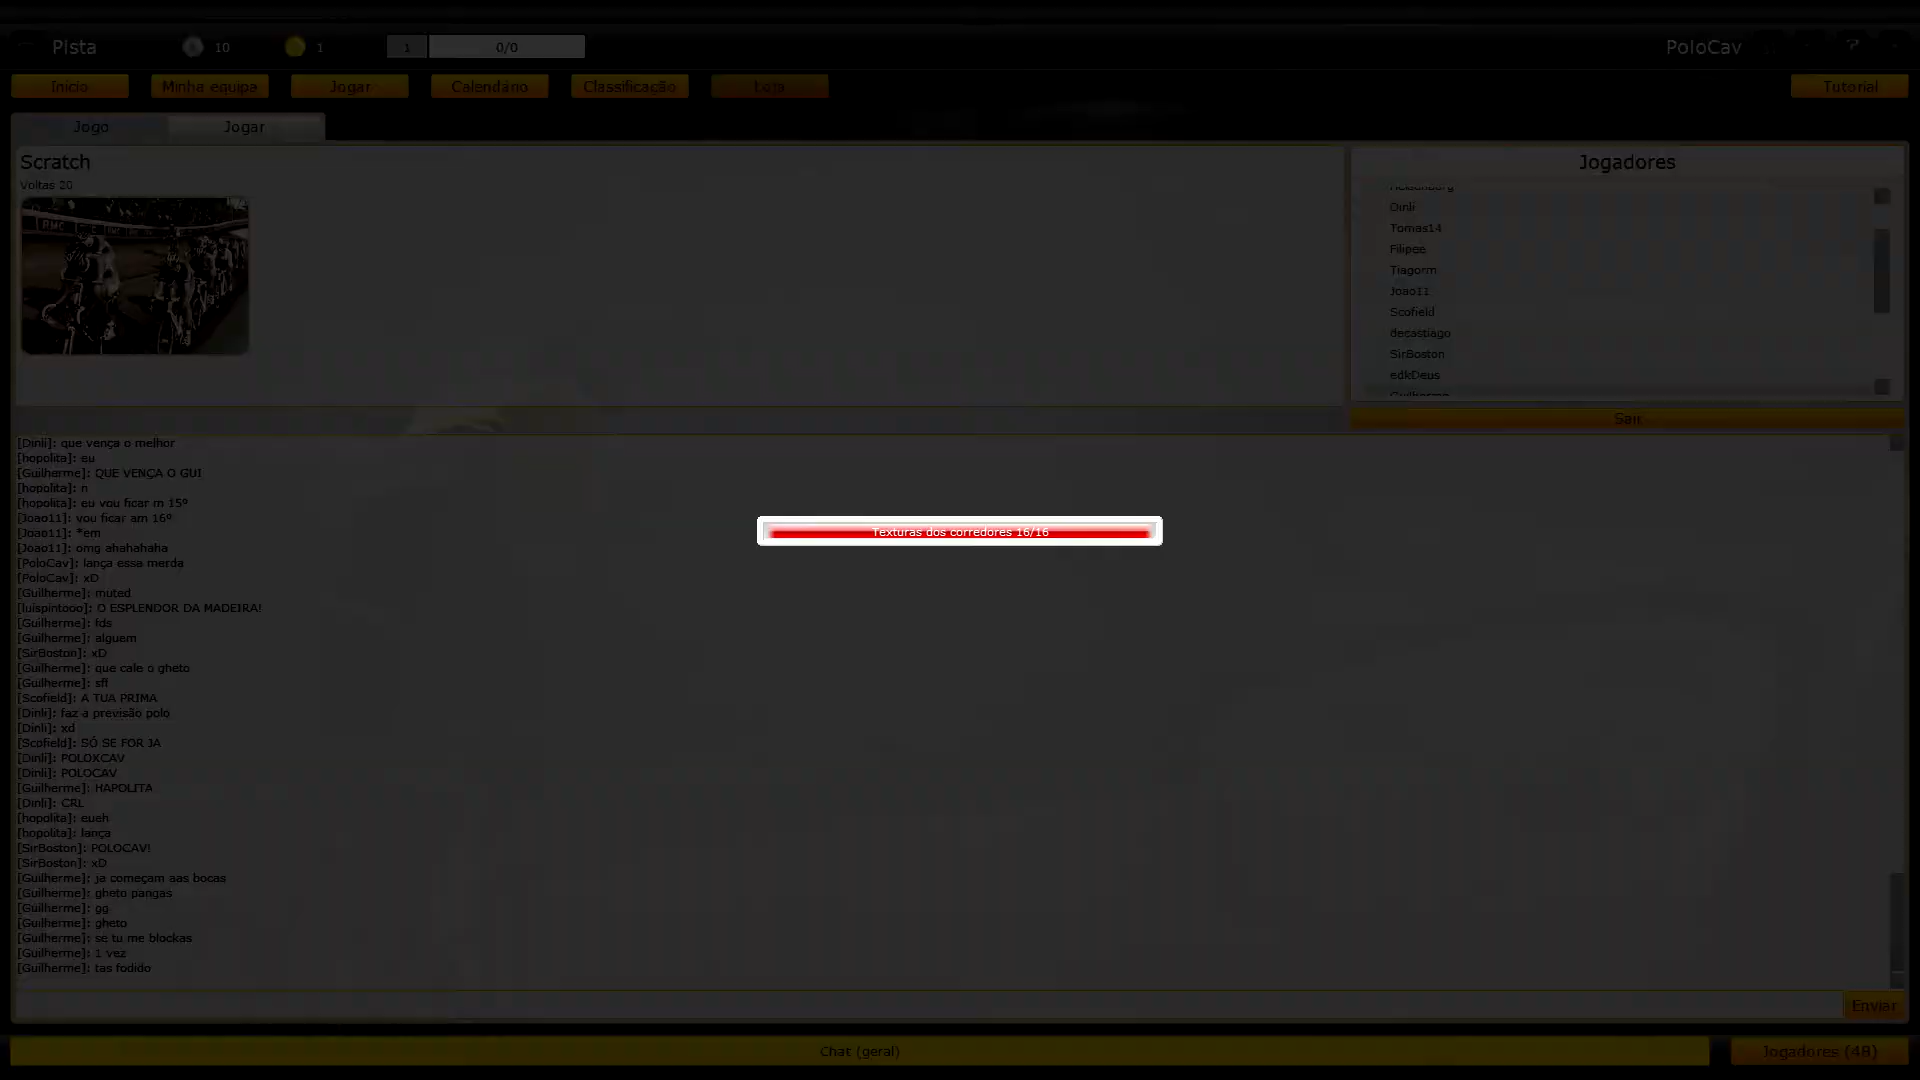 Pista
10
1
1
0/0
PoloCav
?
Início
Minha equipa
Jogar
Calendário
Classificação
Loja
Tutorial
Jogo
Jogar
Scratch
Voltas 20
RMC
Jogadores
Dinli
Tomas14
Filipee
Tiagorm
Joao11
Scofield
decastiago
SirBoston
edkDeus
Guilherme
Sair
[Dinli]: que vença o melhor
[hopolita]: eu
[Guilherme]: QUE VENÇA O GUI
[hopolita]: n
[hopolita]: eu vou ficar m 15º
[Joao11]: vou ficar am 16º
[Joao11]: *em
[Joao11]: omg ahahahaha
[PoloCav]: lança essa merda
[PoloCav]: xD
[Guilherme]: muted
[luispintooo]: O ESPLENDOR DA MADEIRA!
[Guilherme]: fds
[Guilherme]: alguem
[SirBoston]: xD
[Guilherme]: que cale o gheto
[Guilherme]: sff
[Scofield]: A TUA PRIMA
[Dinli]: faz a previsão polo
[Dinli]: xd
[Scofield]: SÓ SE FOR JA
[Dinli]: POLOXCAV
[Dinli]: POLOCAV
[Guilherme]: HAPOLITA
[Dinli]: CRL
[hopolita]: eueh
[hopolita]: lança
[SirBoston]: POLOCAV!
[SirBoston]: xD
[Guilherme]: ja começam aas bocas
[Guilherme]: gheto pangas
[Guilherme]: gg
[Guilherme]: gheto
[Guilherme]: se tu me blockas
[Guilherme]: 1 vez
[Guilherme]: tas fodido
Texturas dos corredores 16/16
Enviar
Chat (geral)
Jogadores (48)